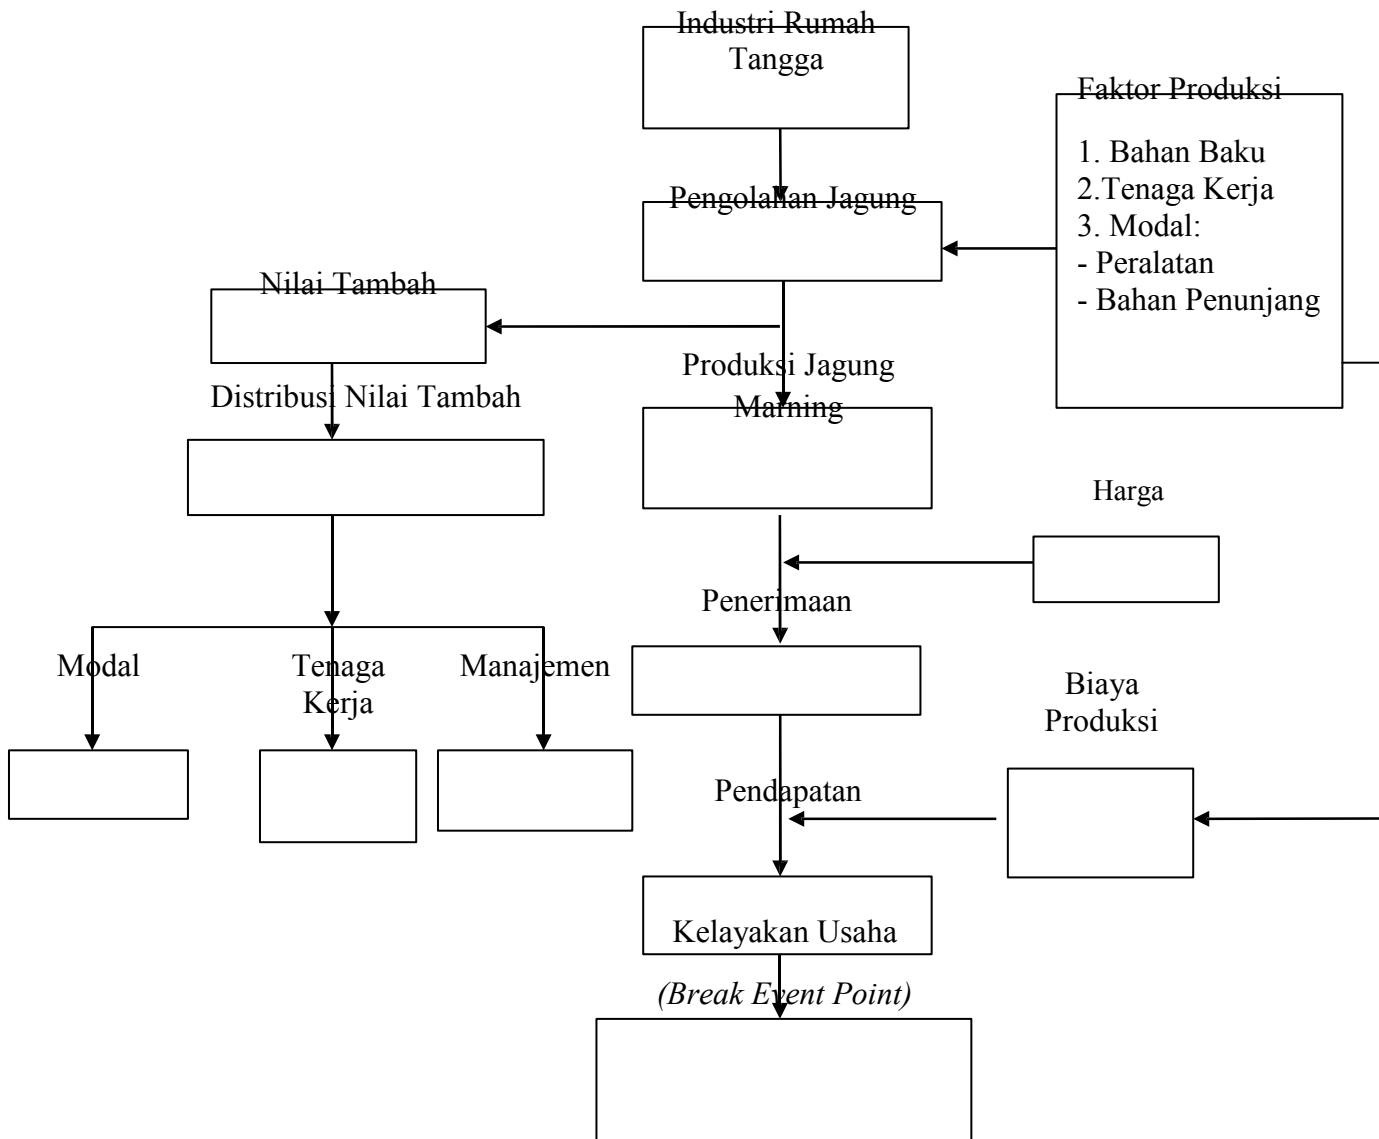 Industri Rumah
Tangga
Faktor Produksi
1. Bahan Baku
2.Tenaga Kerja
3. Modal:
- Peralatan
- Bahan Penunjang
Pengolahan Jagung
Nilai Tambah
Produksi Jagung
Marning
Distribusi Nilai Tambah
Harga
Penerimaan
Modal
Tenaga
Kerja
Manajemen
Biaya
Produksi
Pendapatan
Kelayakan Usaha
(Break Event Point)